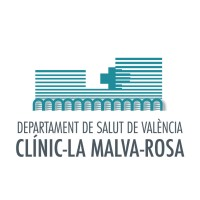 DEPARTAMENT DE SALUT DE VALÈNCIA
CLÍNIC-LA MALVA-ROSA